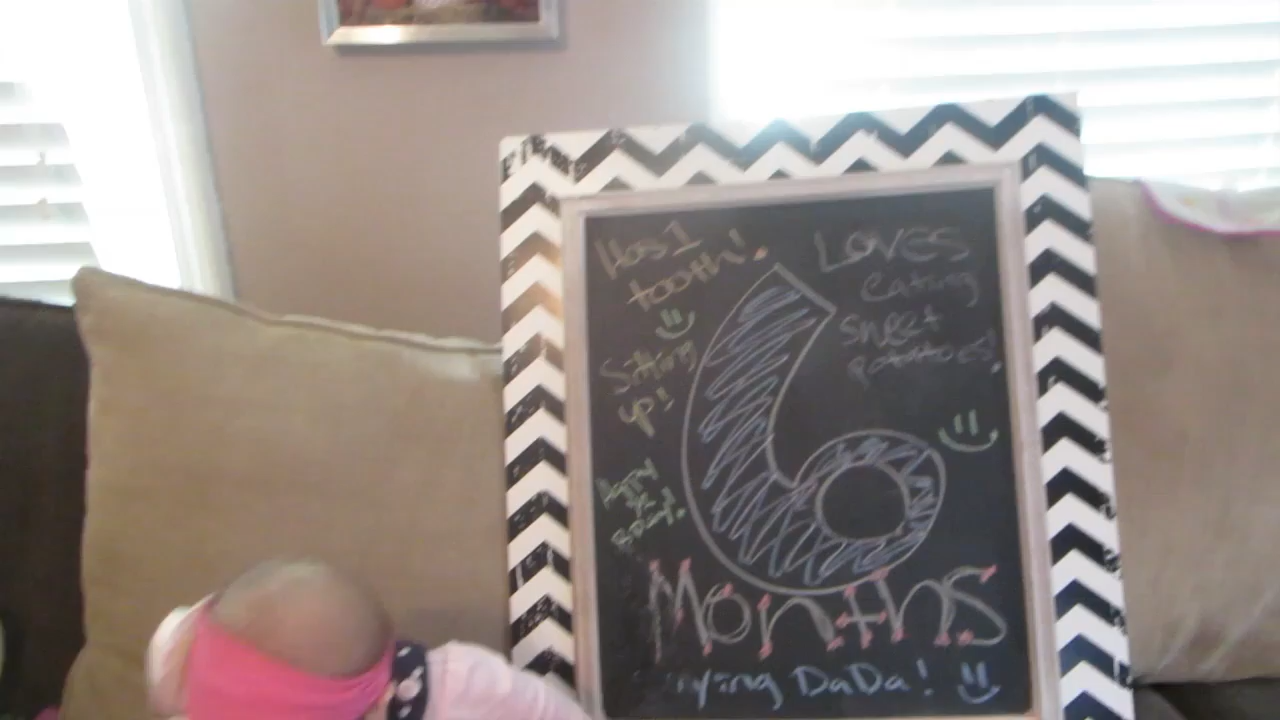 Has 1
tooth!
Sitting
up!
LOVES
eating
sweet
potatoes!
6
Months
DaDa!